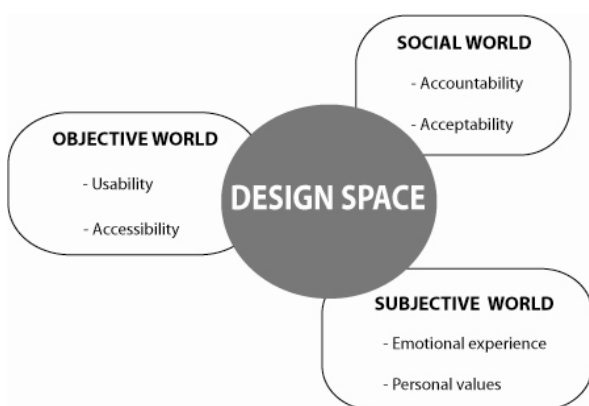 SOCIAL WORLD
- Accountability
- Acceptability
OBJECTIVE WORLD
- Usability
- Accessibility
DESIGN SPACE
SUBJECTIVE WORLD
- Emotional experience
- Personal values